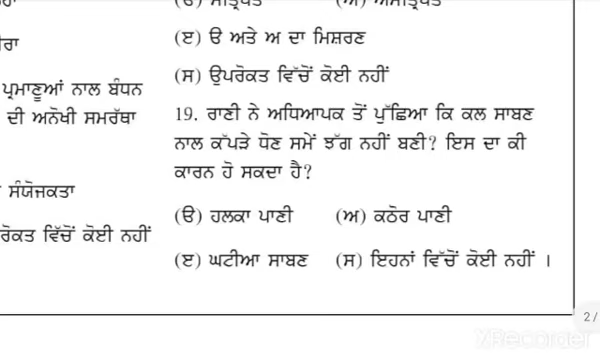 ਪ੍ਰਮਾਣੂਆਂ ਨਾਲ ਬੰਧਨ
ਦੀ ਅਨੋਖੀ ਸਮਰੱਥਾ
ਸੰਯੋਜਕਤਾ
ਵਿੱਚੋਂ ਕੋਈ ਨਹੀਂ
(ੲ) ੳ ਅਤੇ ਅ ਦਾ ਮਿਸ਼ਰਣ
(ਸ) ਉਪਰੋਕਤ ਵਿੱਚੋਂ ਕੋਈ ਨਹੀਂ
19. ਰਾਣੀ ਨੇ ਅਧਿਆਪਕ ਤੋਂ ਪੁੱਛਿਆ ਕਿ ਕਲ ਸਾਬਣ
ਨਾਲ ਕੱਪੜੇ ਧੋਣ ਸਮੇਂ ਝੱਗ ਨਹੀਂ ਬਣੀ? ਇਸ ਦਾ ਕੀ
ਕਾਰਨ ਹੋ ਸਕਦਾ ਹੈ?
(ੳ) ਹਲਕਾ ਪਾਣੀ (ਅ) ਕਠੋਰ ਪਾਣੀ
(ੲ) ਘਟੀਆ ਸਾਬਣ (ਸ) ਇਹਨਾਂ ਵਿੱਚੋਂ ਕੋਈ ਨਹੀਂ ।
2 /
XRecorder